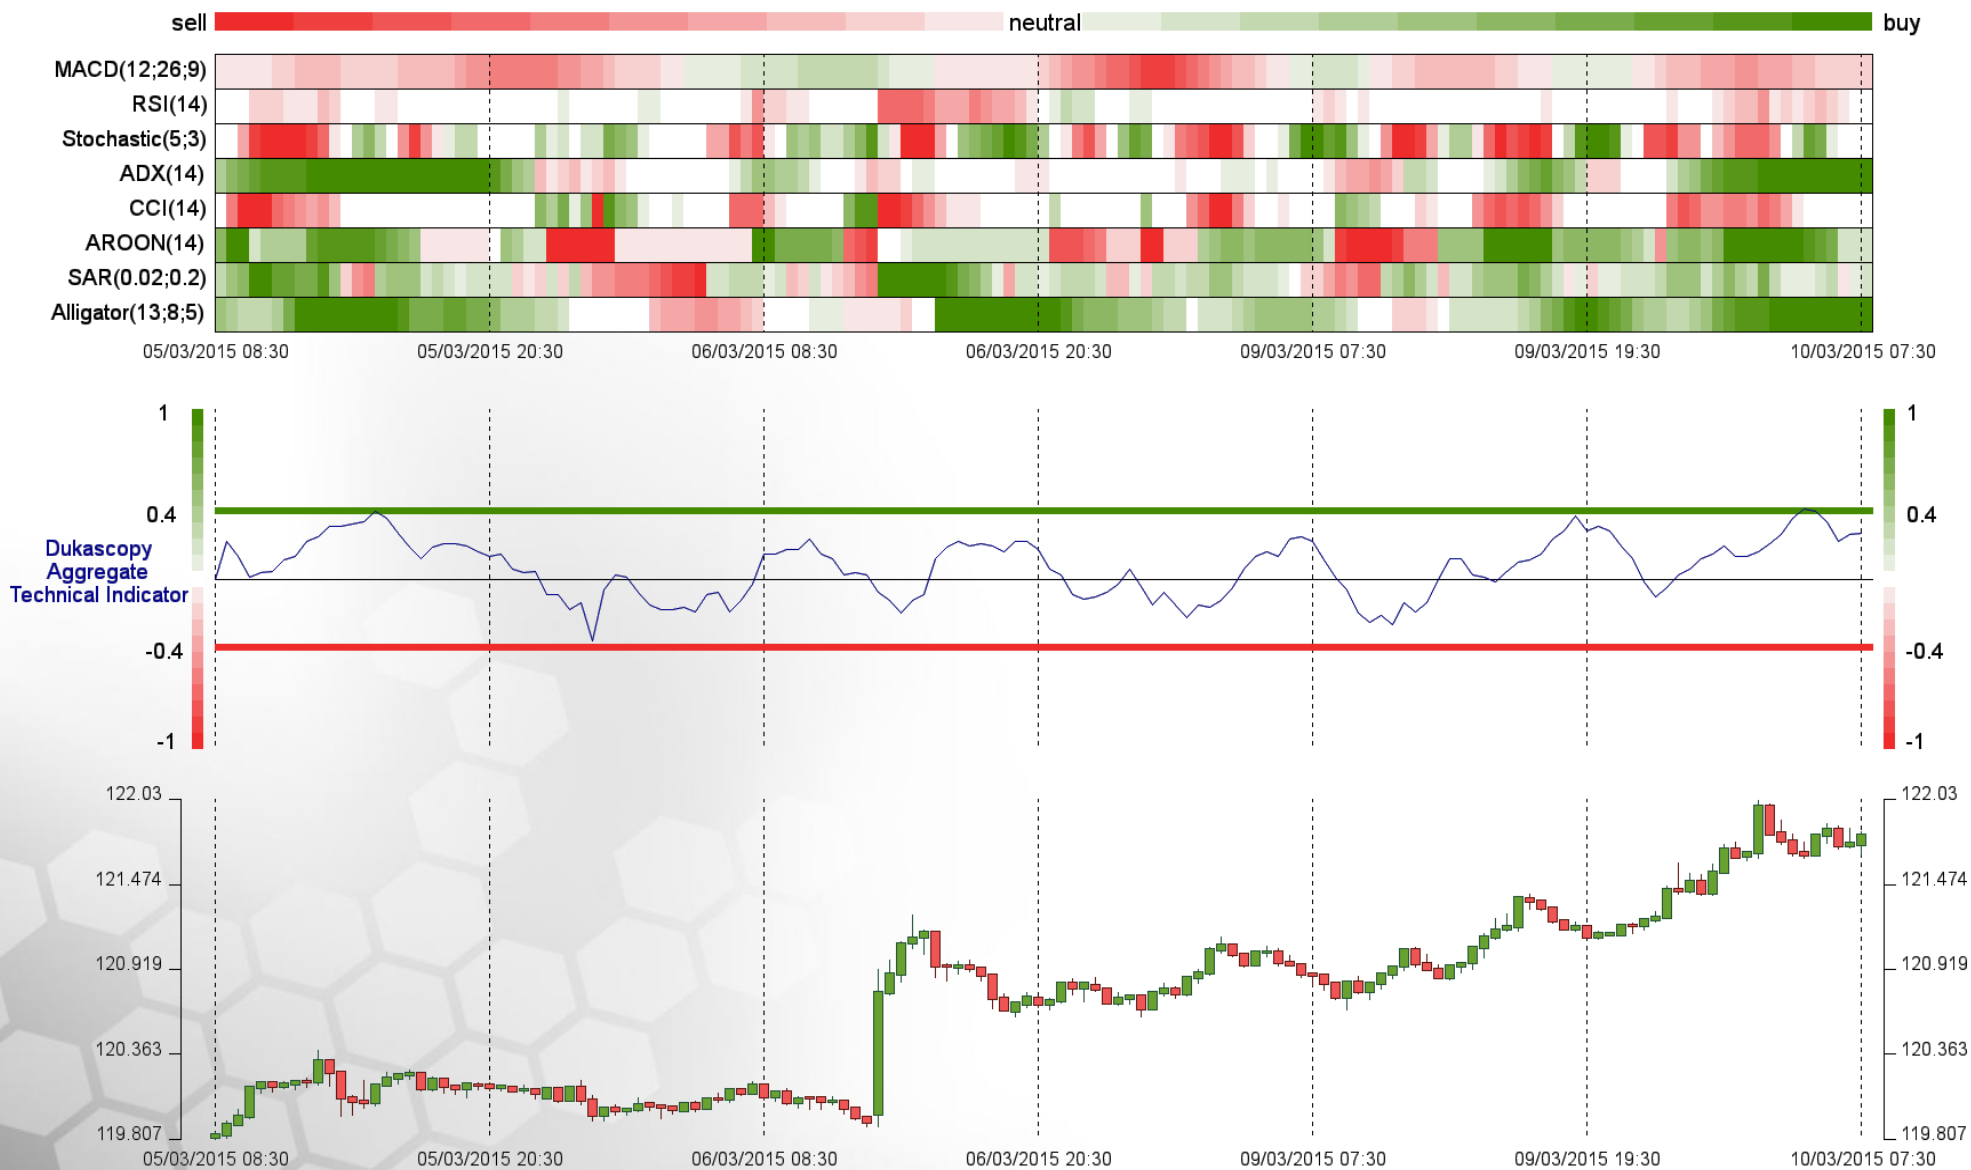 sell neutral buy
MACD(12;26;9)
RSI(14)
Stochastic(5;3)
ADX(14)
CCI(14)
AROON(14)
SAR(0.02;0.2)
Alligator(13;8;5)
05/03/2015 08:30 05/03/2015 20:30 06/03/2015 08:30 06/03/2015 20:30 09/03/2015 07:30 09/03/2015 19:30 10/03/2015 07:30
1 1
0.4 0.4
Dukascopy
Aggregate
Technical Indicator
-0.4 -0.4
-1 -1
122.03 122.03
121.474 121.474
120.919 120.919
120.363 120.363
119.807 119.807
05/03/2015 08:30 05/03/2015 20:30 06/03/2015 08:30 06/03/2015 20:30 09/03/2015 07:30 09/03/2015 19:30 10/03/2015 07:30